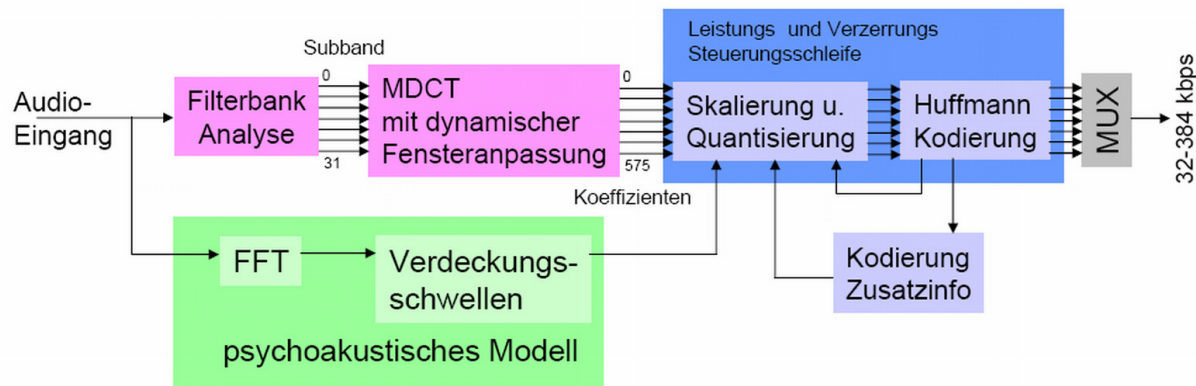 Audio-
Eingang
Filterbank
Analyse
Subband
0
31
MDCT
mit dynamischer
Fensteranpassung
0
575
Koeffizienten
Leistungs und Verzerrungs
Steuerungsschleife
Skalierung u.
Quantisierung
Huffmann
Kodierung
MUX
32-384 kbps
FFT
Verdeckungs-
schwellen
psychoakustisches Modell
Kodierung
Zusatzinfo